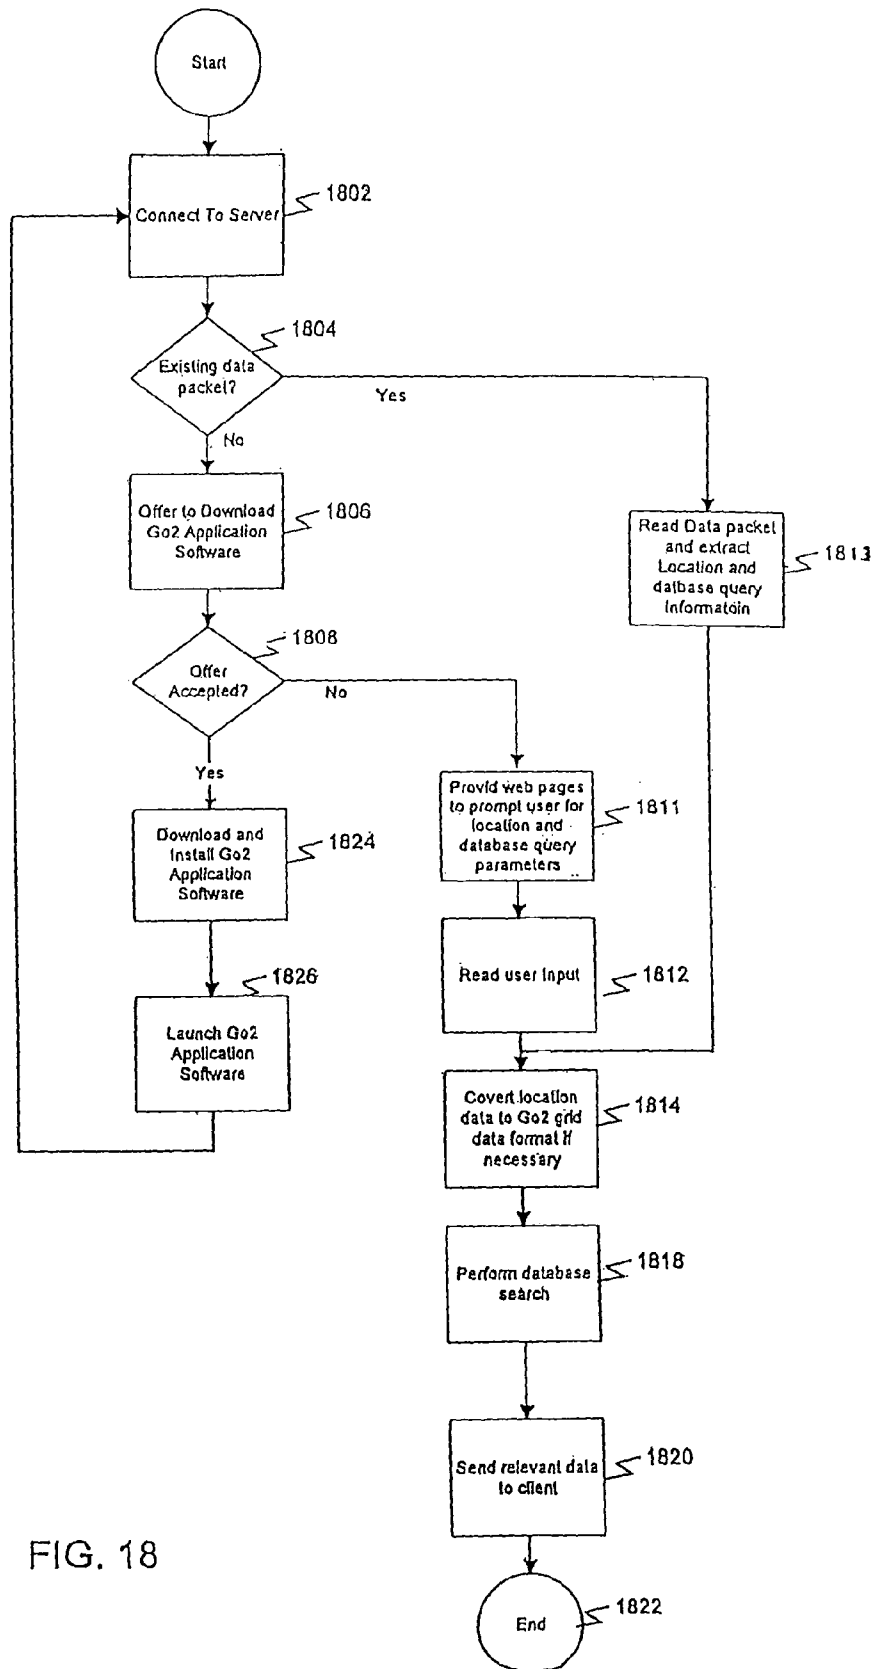 Start
Connect To Server
1802
1804
Existing data
packet?
Yes
No
Offer to Download
Go2 Application
Software
1806
Read Data packet
and extract
Location and
datbase query
Informatoin
1813
1808
Offer
Accepted?
No
Yes
Provid web pages
to prompt user for
location and
database query
parameters
1811
Download and
Install Go2
Application
Software
1824
Read user Input
1812
1826
Launch Go2
Application
Software
Covert location
data to Go2 grid
data format if
necessary
1814
Perform database
search
1818
Send relevant data
to client
1820
FIG. 18
End
1822